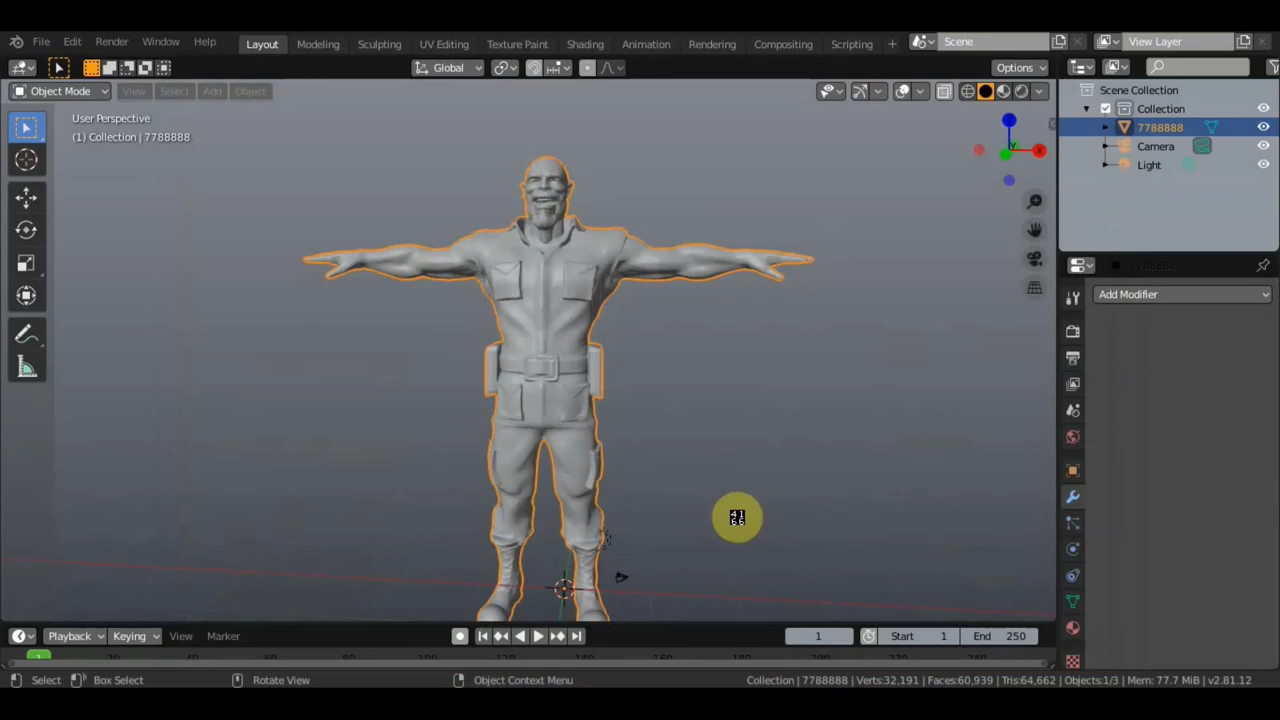 File Edit Render Window Help Layout Modeling Sculpting UV Editing Texture Paint Shading Animation Rendering Compositing Scripting + Scene View Layer
Global Options
Object Mode View Select Add Object
User Perspective
(1) Collection | 7788888
Z
Y
X
Scene Collection
Collection
7788888
Camera
Light
7788888
Add Modifier
41
66
Playback Keying View Marker 1 Start 1 End 250
1
Select Box Select Rotate View Object Context Menu Collection | 7788888 | Verts:32,191 | Faces:60,939 | Tris:64,662 | Objects:1/3 | Mem: 77.7 MiB | v2.81.12